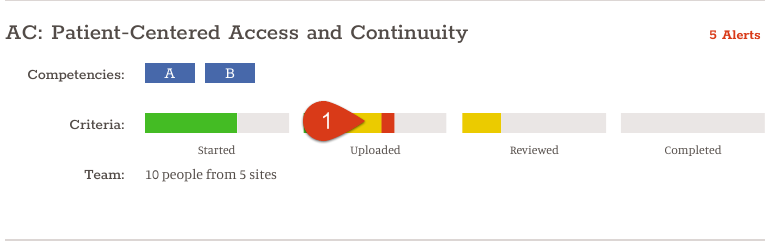 AC: Patient-Centered Access and Continuuity
5 Alerts
Competencies: A B
Criteria: 1
Started Uploaded Reviewed Completed
Team: 10 people from 5 sites